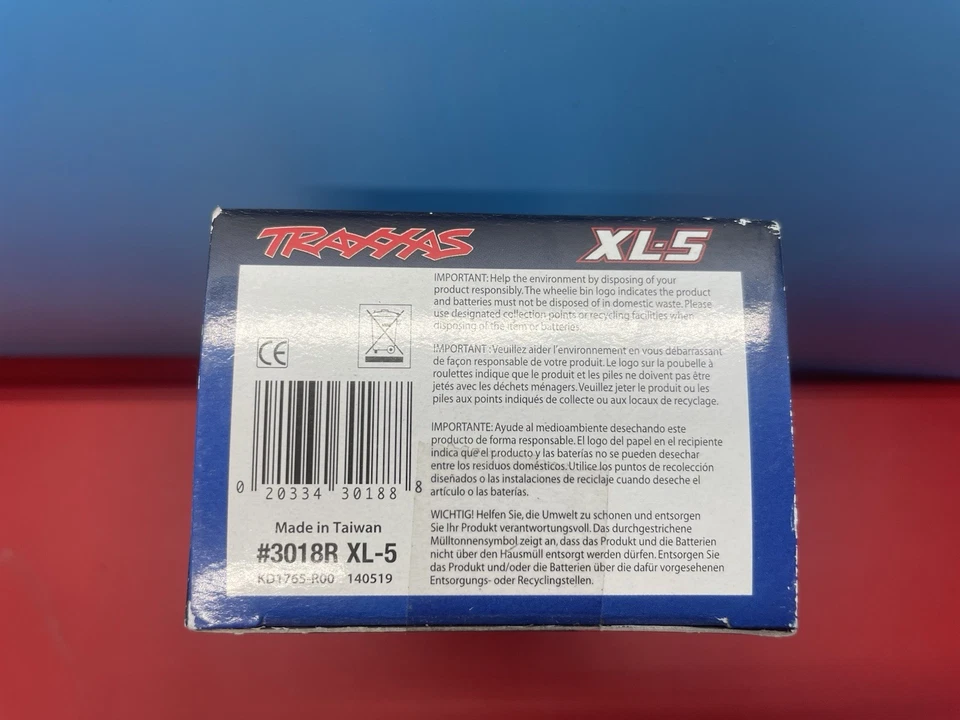 TRAXXAS
XL-5
IMPORTANT: Help the environment by disposing of your
product responsibly. The wheelie bin logo indicates the product
and batteries must not be disposed of in domestic waste. Please
use designated collection points or recycling facilities when
disposing of the item or batteries.
IMPORTANT : Veuillez aider l'environnement en vous débarrassant
de façon responsable de votre produit. Le logo sur la poubelle à
roulettes indique que le produit et les piles ne doivent pas être
jetés avec les déchets ménagers. Veuillez jeter le produit ou les
piles aux points indiqués de collecte ou aux locaux de recyclage.
IMPORTANTE: Ayude al medioambiente desechando este
producto de forma responsable. El logo del papel en el recipiente
indica que el producto y las baterías no se pueden desechar
entre los residuos domésticos. Utilice los puntos de recolección
diseñados o las instalaciones de reciclaje cuando deseche el
artículo o las baterías.
WICHTIG! Helfen Sie, die Umwelt zu schonen und entsorgen
Sie Ihr Produkt verantwortungsvoll. Das durchgestrichene
Mülltonnensymbol zeigt an, dass das Produkt und die Batterien
nicht über den Hausmüll entsorgt werden dürfen. Entsorgen Sie
das Produkt und/oder die Batterien über die dafür vorgesehenen
Entsorgungs- oder Recyclingstellen.
CE
0 20334 30188 8
Made in Taiwan
#3018R XL-5
KD1765-R00 140519